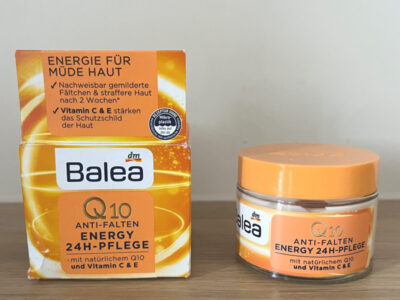 ENERGIE FÜR
MÜDE HAUT
✓ Nachweisbar gemilderte
Fältchen & straffere Haut
nach 2 Wochen*
✓ Vitamin C & E stärken
das Schutzschild
der Haut
dm
Balea
Q10
ANTI-FALTEN
ENERGY
24H-PFLEGE
mit natürlichem Q10
und Vitamin C & E
dm
Balea
Q10
ANTI-FALTEN
ENERGY 24H-PFLEGE
mit natürlichem Q10
und Vitamin C & E